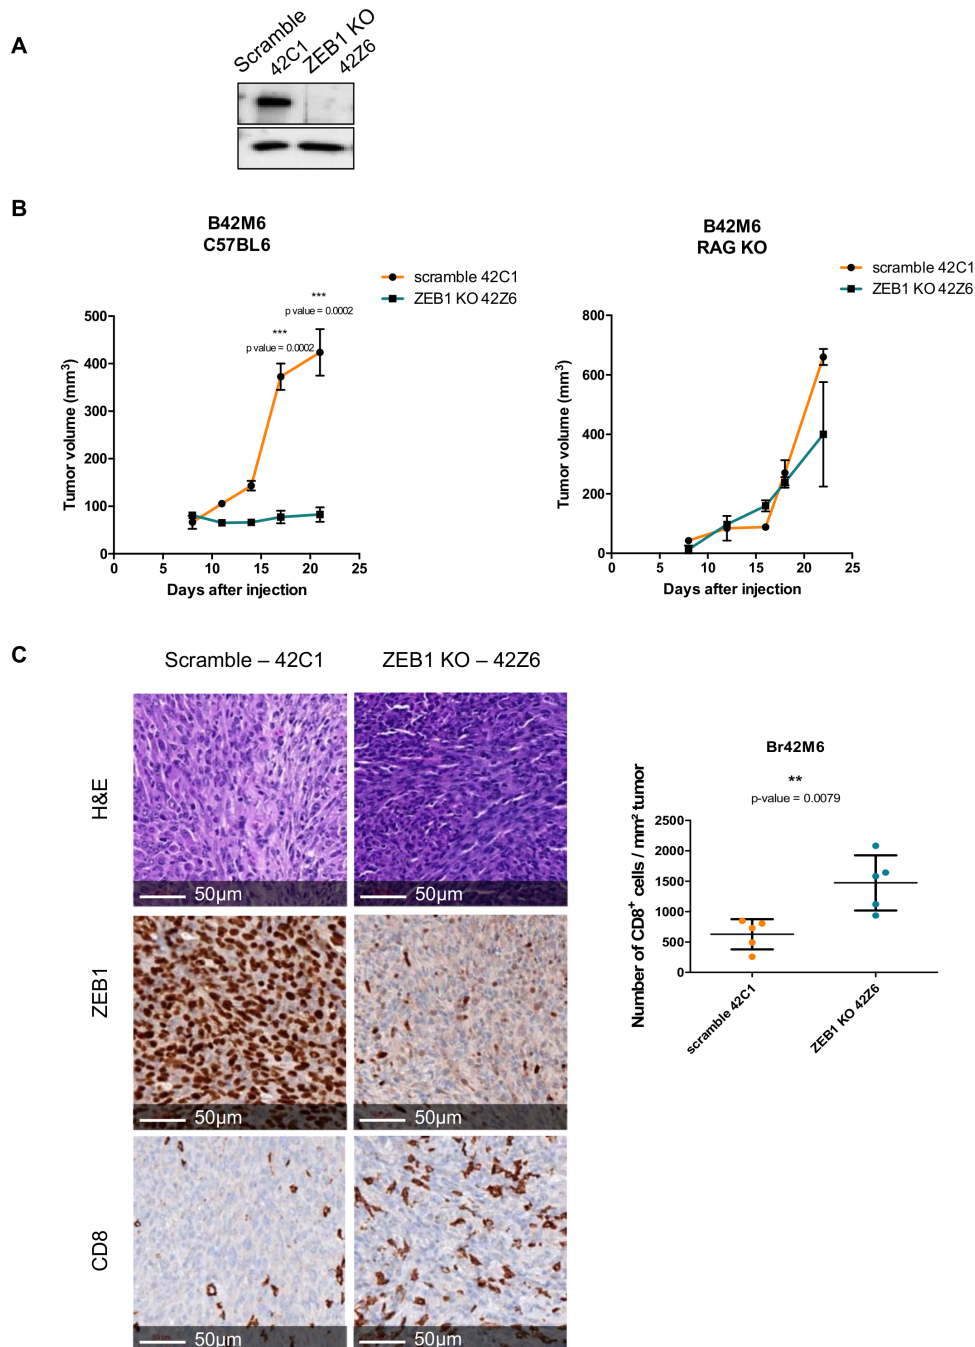 A
Scramble
42C1
ZEB1 KO
42Z6
B
B42M6
C57BL6
scramble 42C1
ZEB1 KO 42Z6
***
p value = 0.0002
***
p value = 0.0002
500
400
300
200
100
0
Tumor volume (mm³)
0 5 10 15 20 25
Days after injection
B42M6
RAG KO
scramble 42C1
ZEB1 KO 42Z6
800
600
400
200
0
Tumor volume (mm³)
0 5 10 15 20 25
Days after injection
C
Scramble – 42C1
ZEB1 KO – 42Z6
H&E
50µm
50µm
ZEB1
50µm
50µm
CD8
50µm
50µm
Br42M6
**
p-value = 0.0079
Number of CD8⁺ cells / mm² tumor
2500
2000
1500
1000
500
0
scramble 42C1
ZEB1 KO 42Z6